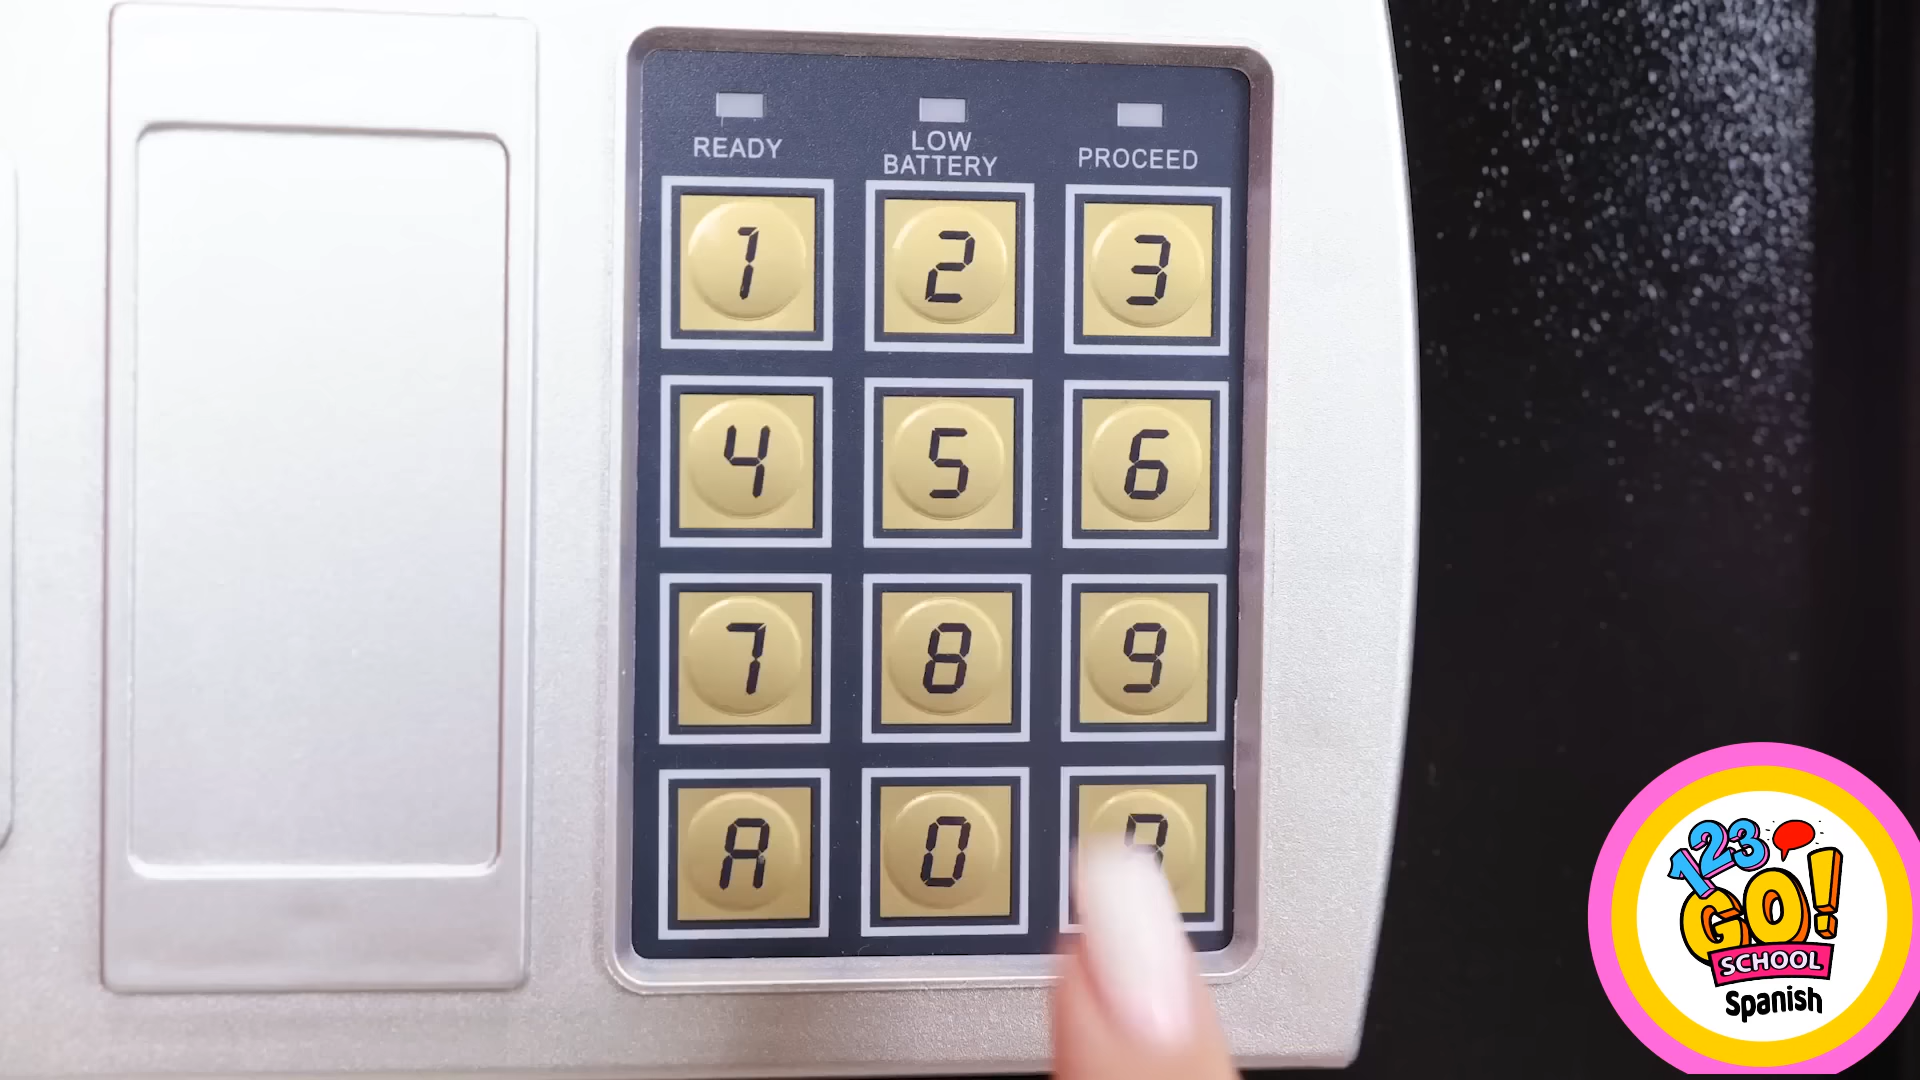 READY
LOW
BATTERY
PROCEED
1 2 3
4 5 6
7 8 9
A 0
123
GO!
SCHOOL
Spanish